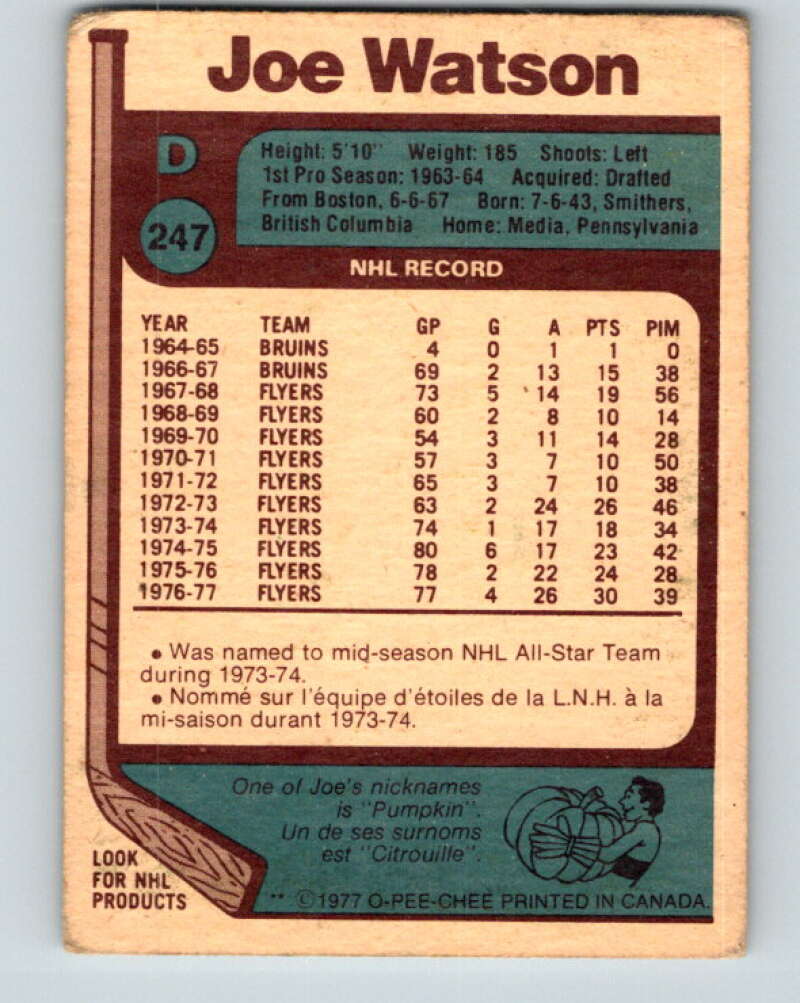 Joe Watson
D
247
Height: 5'10" Weight: 185 Shoots: Left
1st Pro Season: 1963-64 Acquired: Drafted
From Boston, 6-6-67 Born: 7-6-43, Smithers,
British Columbia Home: Media, Pennsylvania
NHL RECORD
YEAR TEAM GP G A PTS PIM
1964-65 BRUINS 4 0 1 1 0
1966-67 BRUINS 69 2 13 15 38
1967-68 FLYERS 73 5 14 19 56
1968-69 FLYERS 60 2 8 10 14
1969-70 FLYERS 54 3 11 14 28
1970-71 FLYERS 57 3 7 10 50
1971-72 FLYERS 65 3 7 10 38
1972-73 FLYERS 63 2 24 26 46
1973-74 FLYERS 74 1 17 18 34
1974-75 FLYERS 80 6 17 23 42
1975-76 FLYERS 78 2 22 24 28
1976-77 FLYERS 77 4 26 30 39
• Was named to mid-season NHL All-Star Team
during 1973-74.
• Nommé sur l'équipe d'étoiles de la L.N.H. à la
mi-saison durant 1973-74.
One of Joe's nicknames
is "Pumpkin".
Un de ses surnoms
est "Citrouille".
LOOK
FOR NHL
PRODUCTS
** ©1977 O-PEE-CHEE PRINTED IN CANADA.